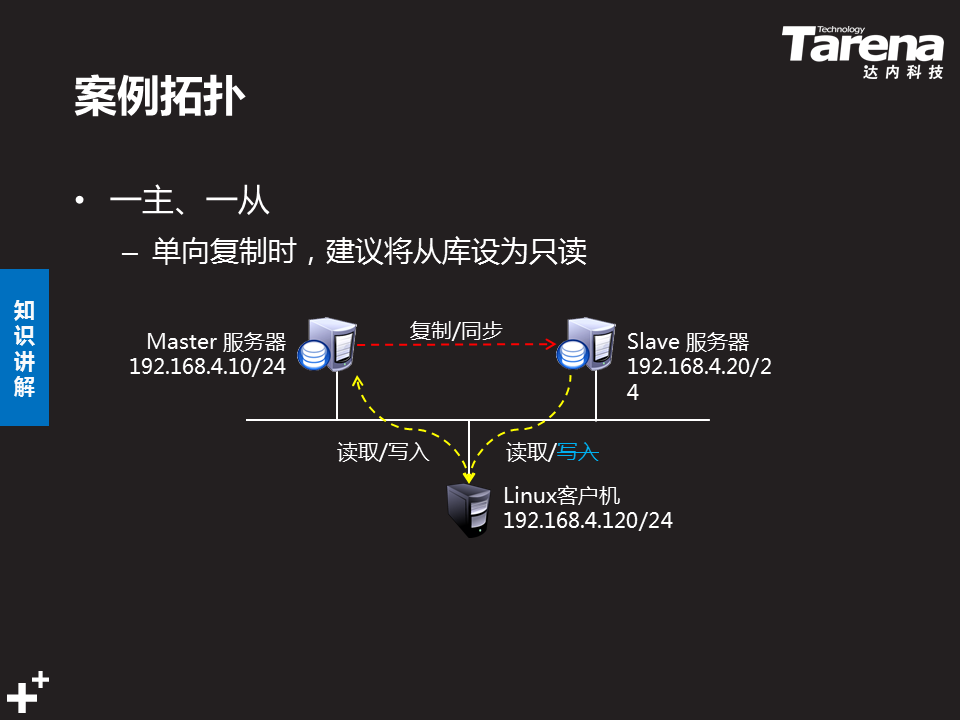 Technology
Tarena
达内科技
案例拓扑
• 一主、一从
– 单向复制时，建议将从库设为只读
知
识
讲
解
Master 服务器
192.168.4.10/24
复制/同步
Slave 服务器
192.168.4.20/2
4
读取/写入
读取/写入
Linux客户机
192.168.4.120/24